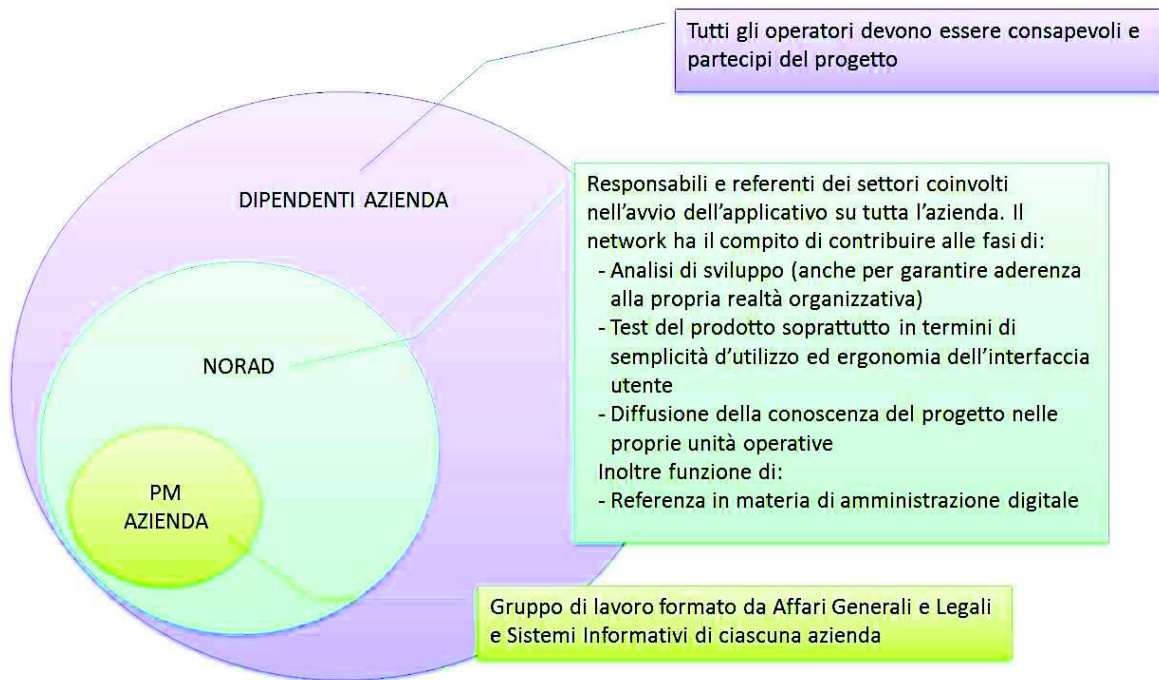 Tutti gli operatori devono essere consapevoli e
partecipi del progetto
DIPENDENTI AZIENDA
Responsabili e referenti dei settori coinvolti
nell'avvio dell'applicativo su tutta l'azienda. Il
network ha il compito di contribuire alle fasi di:
- Analisi di sviluppo (anche per garantire aderenza
alla propria realtà organizzativa)
- Test del prodotto soprattutto in termini di
semplicità d'utilizzo ed ergonomia dell'interfaccia
utente
- Diffusione della conoscenza del progetto nelle
proprie unità operative
Inoltre funzione di:
- Referenza in materia di amministrazione digitale
NORAD
PM
AZIENDA
Gruppo di lavoro formato da Affari Generali e Legali
e Sistemi Informativi di ciascuna azienda